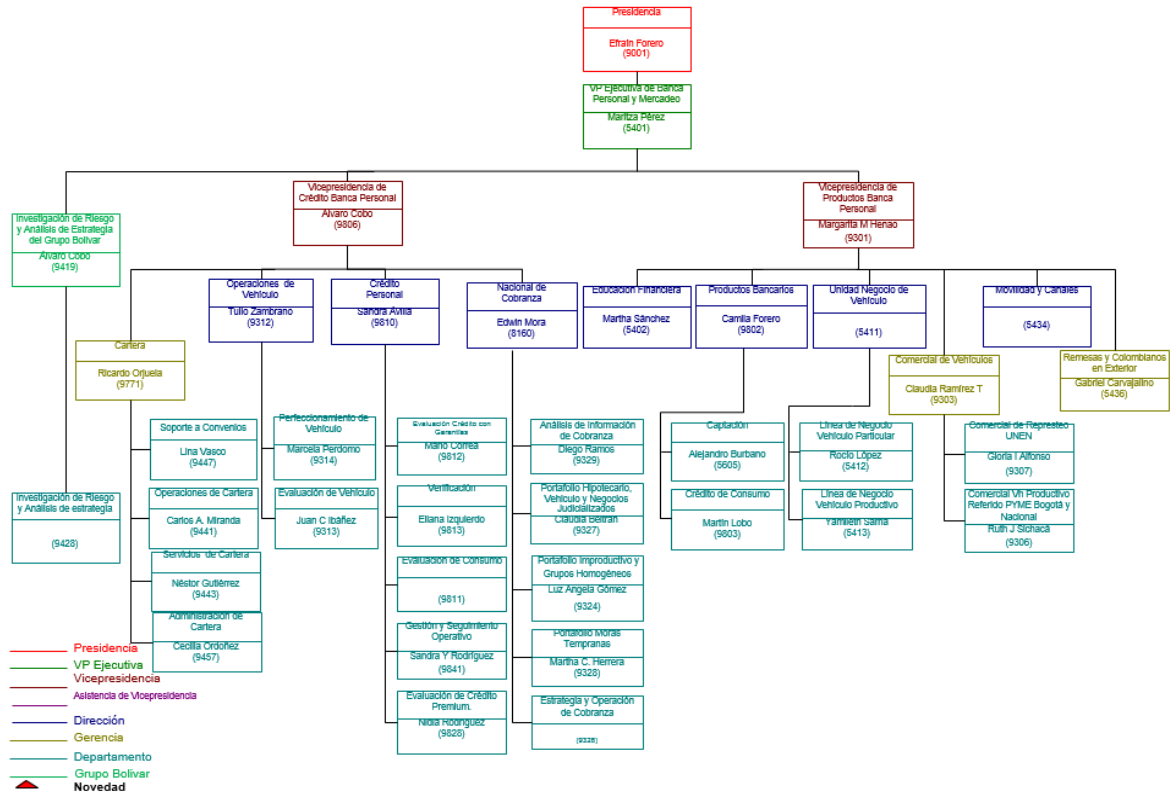 Presidencia
Efraín Forero
(9001)
VP Ejecutiva de Banca
Personal y Mercadeo
Maritza Pérez
(5401)
Investigación de Riesgo
y Análisis de Estrategia
del Grupo Bolívar
Álvaro Cobo
(9419)
Vicepresidencia de
Crédito Banca Personal
Álvaro Cobo
(9806)
Vicepresidencia de
Productos Banca
Personal
Margarita M Henao
(9301)
Operaciones de
Vehículo
Tulio Zambrano
(9312)
Crédito
Personal
Sandra Ávila
(9810)
Nacional de
Cobranza
Edwin Mora
(8160)
Educación Financiera
Martha Sánchez
(5402)
Productos Bancarios
Camila Forero
(9802)
Unidad Negocio de
Vehículo
(5411)
Movilidad y Canales
(5434)
Cartera
Ricardo Orjuela
(9771)
Comercial de Vehículos
Claudia Ramírez T
(9303)
Remesas y Colombianos
en Exterior
Gabriel Carvajalino
(5436)
Soporte a Convenios
Lina Vasco
(9447)
Operaciones de Cartera
Carlos A. Miranda
(9441)
Servicios de Cartera
Néstor Gutiérrez
(9443)
Administración de
Cartera
Cecilia Ordoñez
(9457)
Investigación de Riesgo
y Análisis de estrategia
(9428)
Perfeccionamiento de
Vehículo
Marcela Perdomo
(9314)
Evaluación de Vehículo
Juan C Ibáñez
(9313)
Evaluación Crédito con
Garantías
Mario Correa
(9812)
Verificación
Eliana Izquierdo
(9813)
Evaluación de Consumo
(9811)
Gestión y Seguimiento
Operativo
Sandra Y Rodríguez
(9841)
Evaluación de Crédito
Premium.
Nidia Rodríguez
(9828)
Análisis de Información
de Cobranza
Diego Ramos
(9329)
Portafolio Hipotecario,
Vehículo y Negocios
Judicializados
Claudia Beltrán
(9327)
Portafolio Improductivo y
Grupos Homogéneos
Luz Angela Gómez
(9324)
Portafolio Moras
Tempranas
Martha C. Herrera
(9328)
Estrategia y Operación
de Cobranza
(9326)
Captación
Alejandro Burbano
(5605)
Crédito de Consumo
Martín Lobo
(9803)
Línea de Negocio
Vehículo Particular
Rocío López
(5412)
Línea de Negocio
Vehículo Productivo
Yamileth Sarria
(5413)
Comercial de Represteo
UNEN
Gloria I Alfonso
(9307)
Comercial Vh Productivo
Referido PYME Bogotá y
Nacional
Ruth J Sichacá
(9306)
Presidencia
VP Ejecutiva
Vicepresidencia
Asistencia de Vicepresidencia
Dirección
Gerencia
Departamento
Grupo Bolivar
Novedad